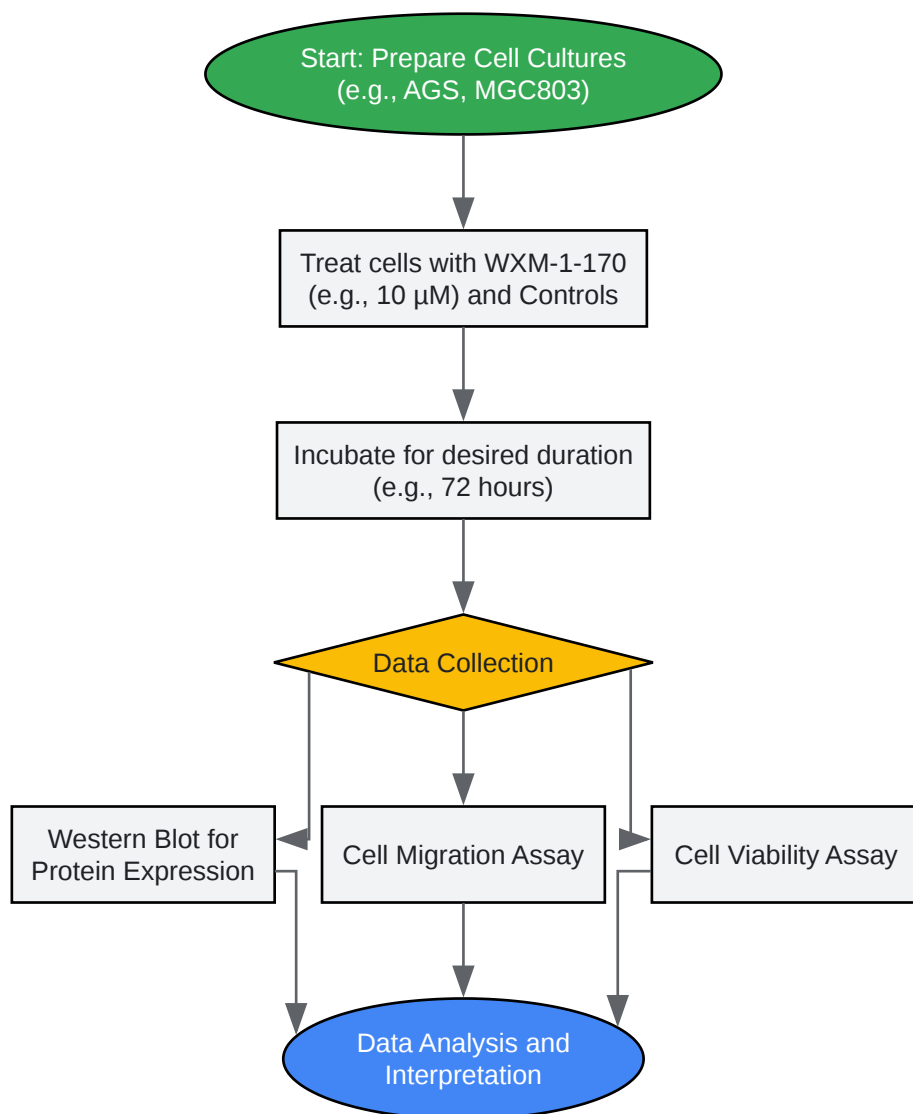 Start: Prepare Cell Cultures
(e.g., AGS, MGC803)
Treat cells with WXM-1-170
(e.g., 10 µM) and Controls
Incubate for desired duration
(e.g., 72 hours)
Data Collection
Western Blot for
Protein Expression
Cell Migration Assay
Cell Viability Assay
Data Analysis and
Interpretation